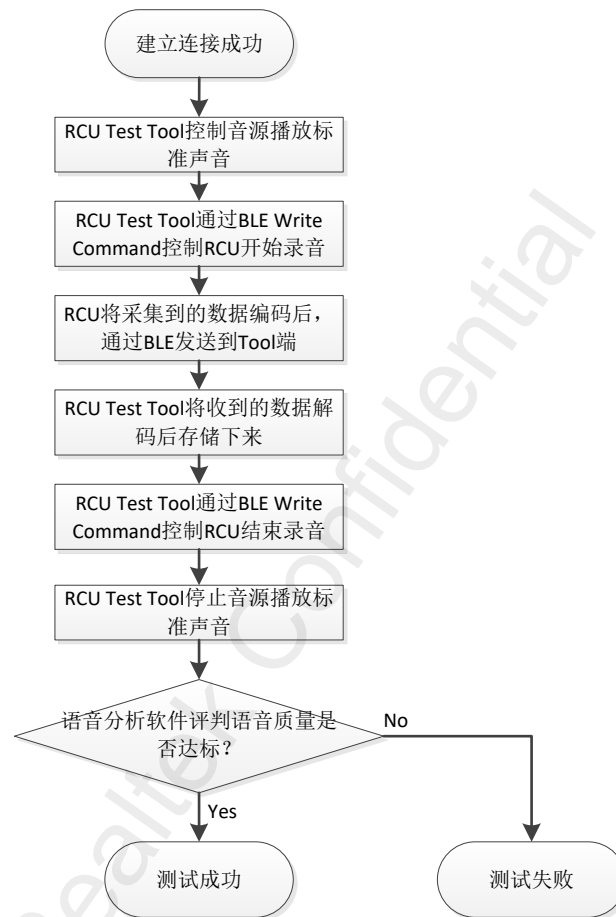 建立连接成功
RCU Test Tool控制音源播放标
准声音
RCU Test Tool通过BLE Write
Command控制RCU开始录音
RCU将采集到的数据编码后，
通过BLE发送到Tool端
RCU Test Tool将收到的数据解
码后存储下来
RCU Test Tool通过BLE Write
Command控制RCU结束录音
RCU Test Tool停止音源播放标
准声音
语音分析软件评判语音质量是
否达标？
No
Yes
测试成功
测试失败
Realtek Confidential